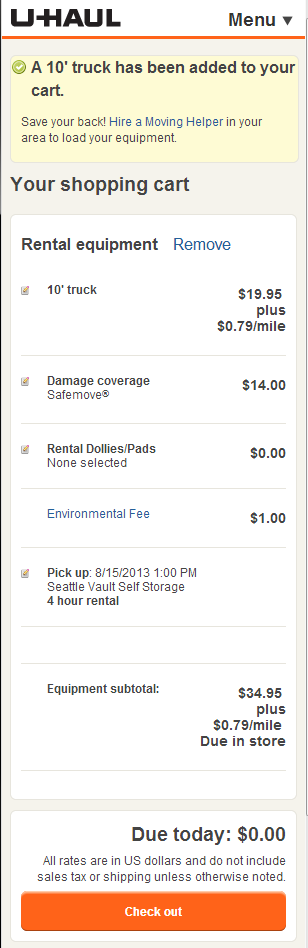 U-HAUL
Menu ▼
A 10' truck has been added to your
cart.
Save your back! Hire a Moving Helper in your
area to load your equipment.
Your shopping cart
Rental equipment Remove
10' truck
$19.95
plus
$0.79/mile
Damage coverage
Safemove®
$14.00
Rental Dollies/Pads
None selected
$0.00
Environmental Fee
$1.00
Pick up: 8/15/2013 1:00 PM
Seattle Vault Self Storage
4 hour rental
Equipment subtotal:
$34.95
plus
$0.79/mile
Due in store
Due today: $0.00
All rates are in US dollars and do not include
sales tax or shipping unless otherwise noted.
Check out